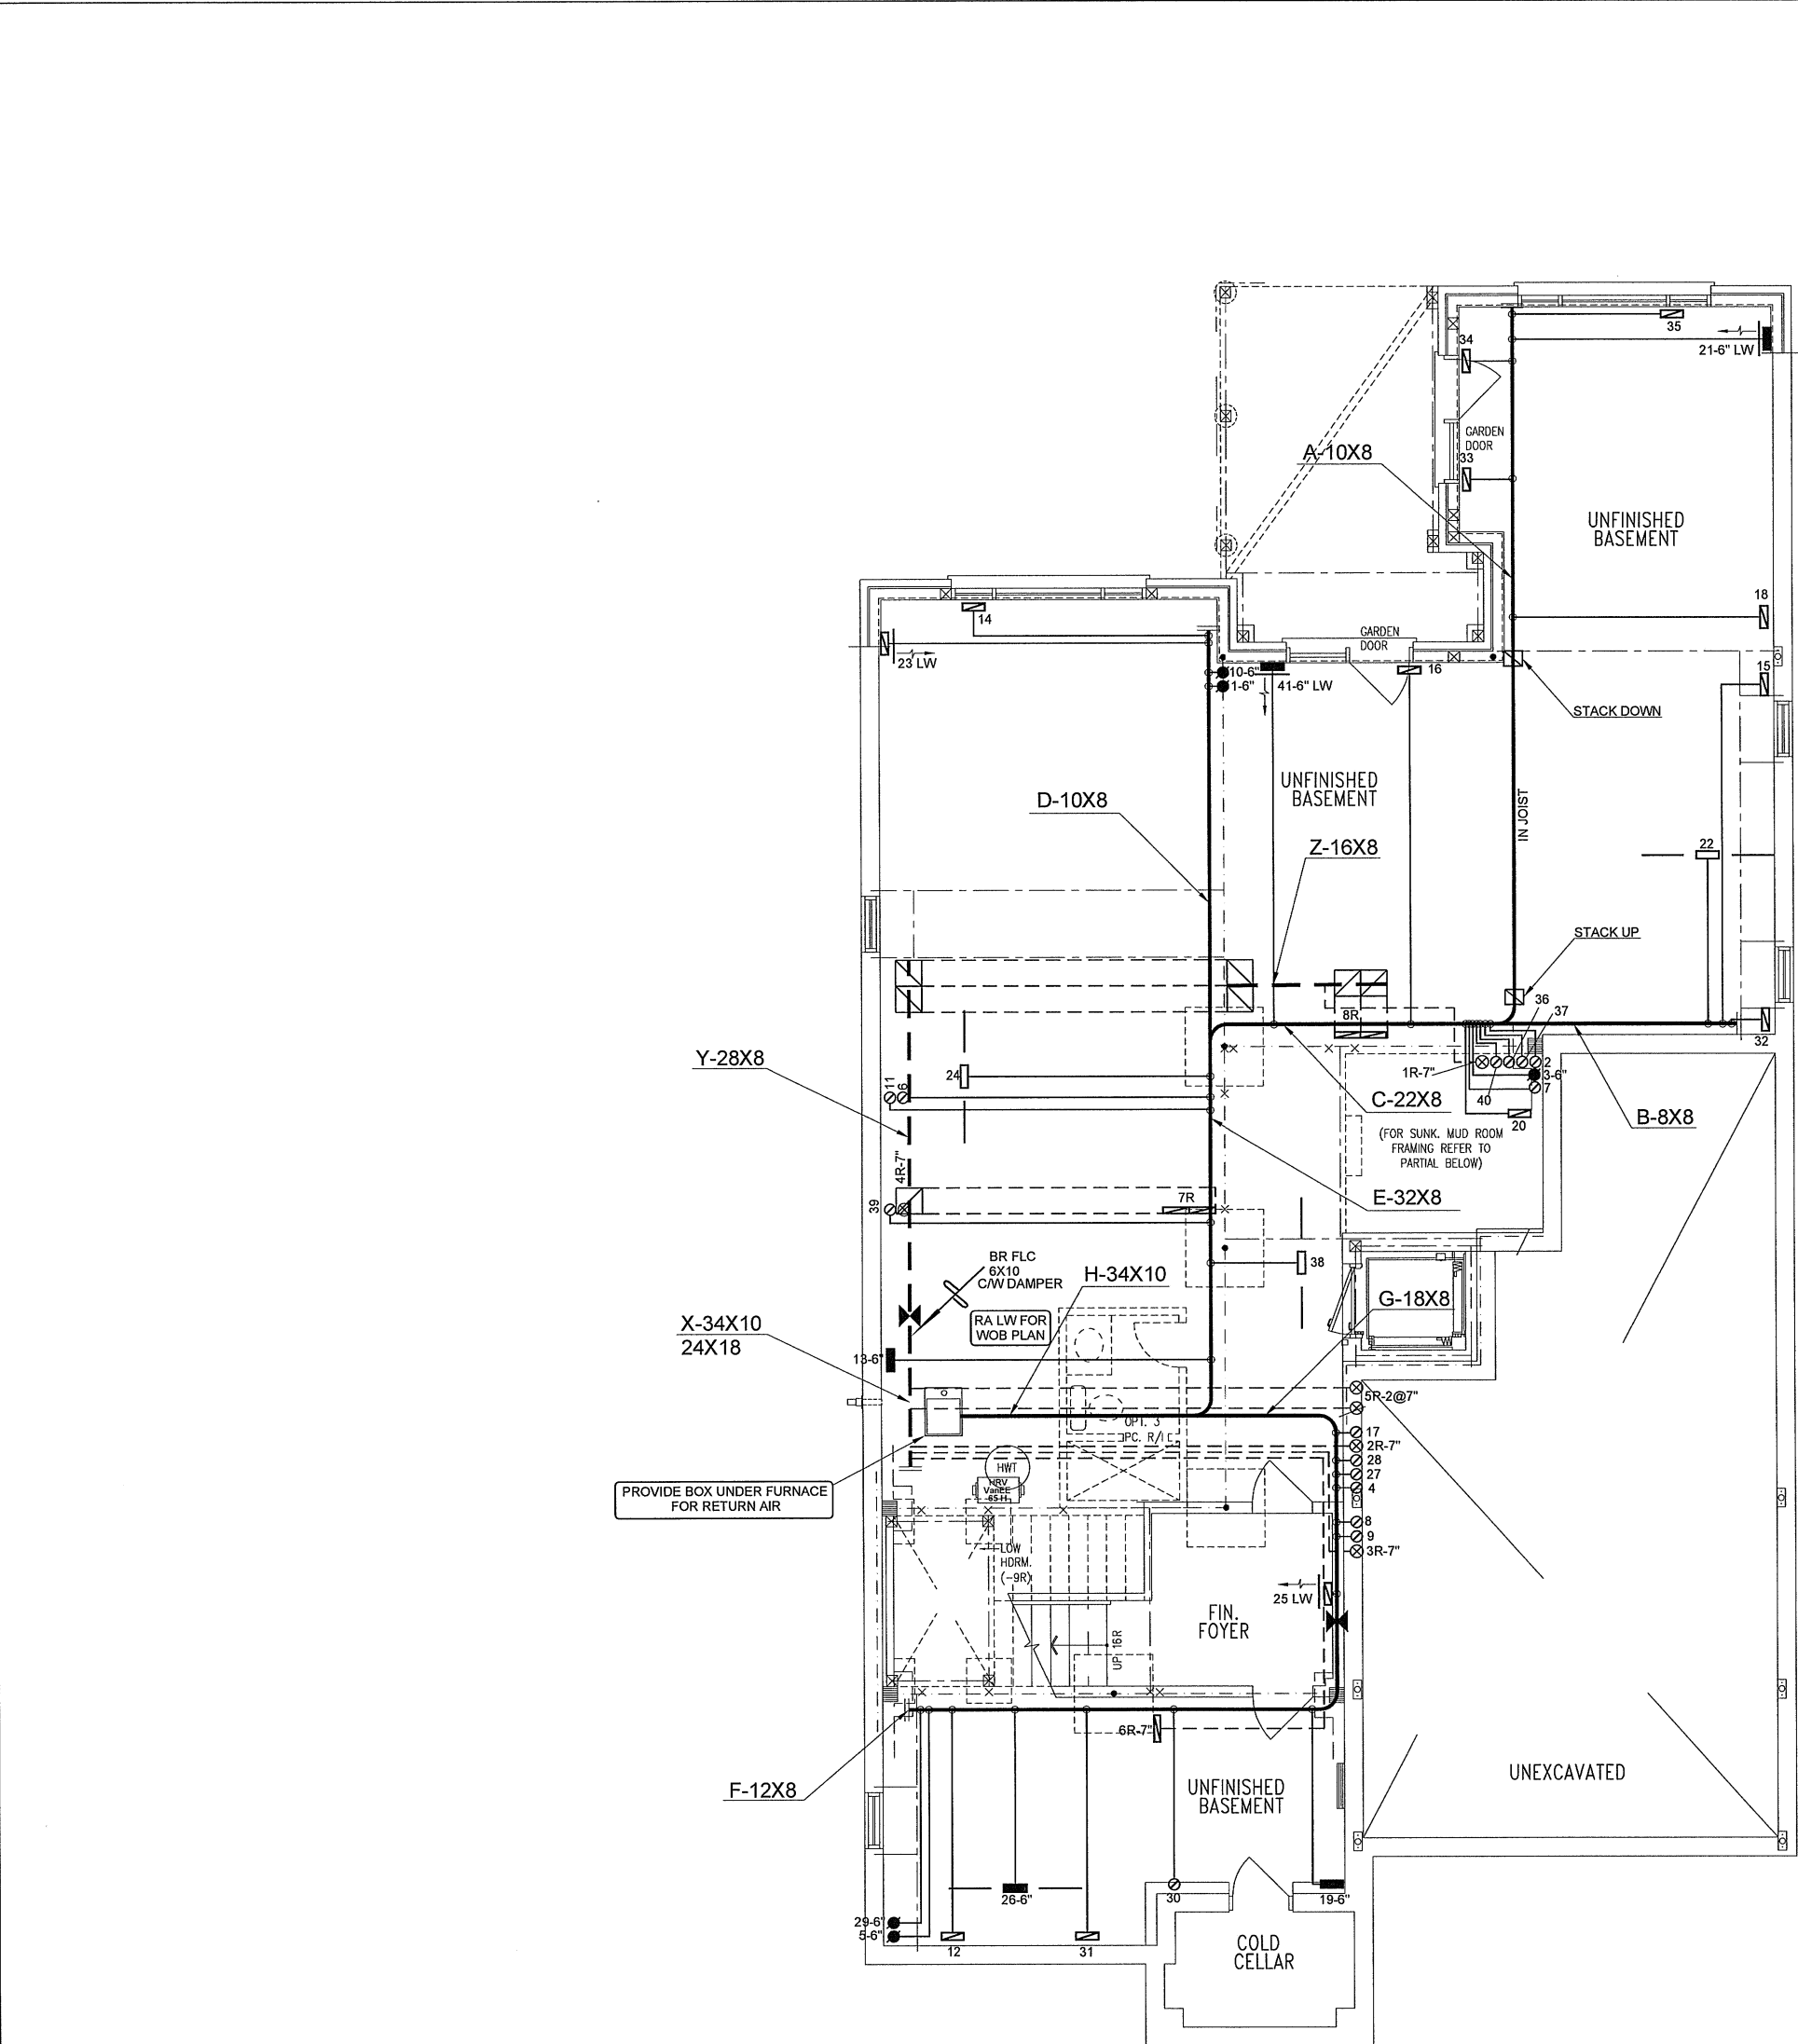 35
21-6" LW
34
GARDEN
DOOR
33
A-10X8
UNFINISHED
BASEMENT
18
14
23 LW
10-6"
1-6"
41-6" LW
GARDEN
DOOR
16
15
STACK DOWN
UNFINISHED
BASEMENT
D-10X8
Z-16X8
IN JOIST
22
STACK UP
36
37
8R
32
Y-28X8
11
6
24
1R-7"
40
2
3-6"
7
20
C-22X8
B-8X8
(FOR SUNK. MUD ROOM
FRAMING REFER TO
PARTIAL BELOW)
4R-7"
39
7R
E-32X8
BR FLC
6X10
C/W DAMPER
H-34X10
38
G-18X8
RA LW FOR
WOB PLAN
X-34X10
24X18
13-6"
5R-2@7"
OPT. 3
PC. R/I
17
2R-7"
28
27
4
HWT
HRV
VanEE
65 H
PROVIDE BOX UNDER FURNACE
FOR RETURN AIR
8
9
3R-7"
LOW
HDRM.
(-9R)
25 LW
FIN.
FOYER
UP 16R
6R-7"
F-12X8
UNFINISHED
BASEMENT
UNEXCAVATED
26-6"
30
19-6"
29-6"
5-6"
12
31
COLD
CELLAR